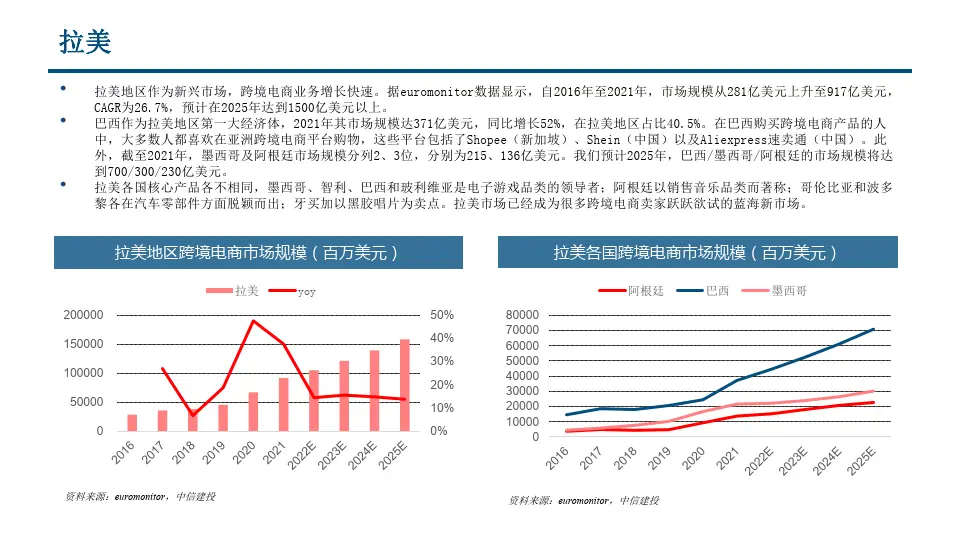 拉美
• 拉美地区作为新兴市场，跨境电商业务增长快速。据euromonitor数据显示，自2016年至2021年，市场规模从281亿美元上升至917亿美元，
CAGR为26.7%，预计在2025年达到1500亿美元以上。
• 巴西作为拉美地区第一大经济体，2021年其市场规模达371亿美元，同比增长52%，在拉美地区占比40.5%。在巴西购买跨境电商产品的人
中，大多数人都喜欢在亚洲跨境电商平台购物，这些平台包括了Shopee（新加坡）、Shein（中国）以及Aliexpress速卖通（中国）。此
外，截至2021年，墨西哥及阿根廷市场规模分列2、3位，分别为215、136亿美元。我们预计2025年，巴西/墨西哥/阿根廷的市场规模将达
到700/300/230亿美元。
• 拉美各国核心产品各不相同，墨西哥、智利、巴西和玻利维亚是电子游戏品类的领导者；阿根廷以销售音乐品类而著称；哥伦比亚和波多
黎各在汽车零部件方面脱颖而出；牙买加以黑胶唱片为卖点。拉美市场已经成为很多跨境电商卖家跃跃欲试的蓝海新市场。
拉美地区跨境电商市场规模（百万美元）
拉美 yoy
200000 50%
150000 40%
100000 30%
50000 20%
0 10%
0%
2016 2017 2018 2019 2020 2021 2022E 2023E 2024E 2025E
资料来源：euromonitor，中信建投
拉美各国跨境电商市场规模（百万美元）
阿根廷 巴西 墨西哥
80000
70000
60000
50000
40000
30000
20000
10000
0
2016 2017 2018 2019 2020 2021 2022E 2023E 2024E 2025E
资料来源：euromonitor，中信建投